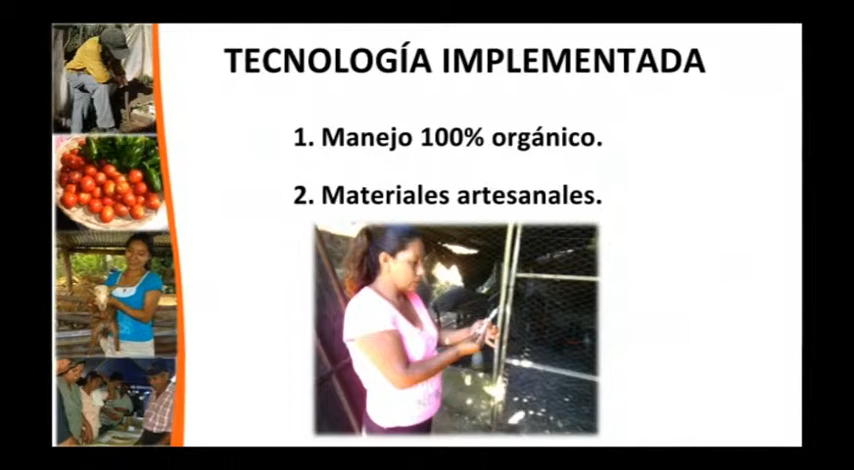 TECNOLOGÍA IMPLEMENTADA
1. Manejo 100% orgánico.
2. Materiales artesanales.